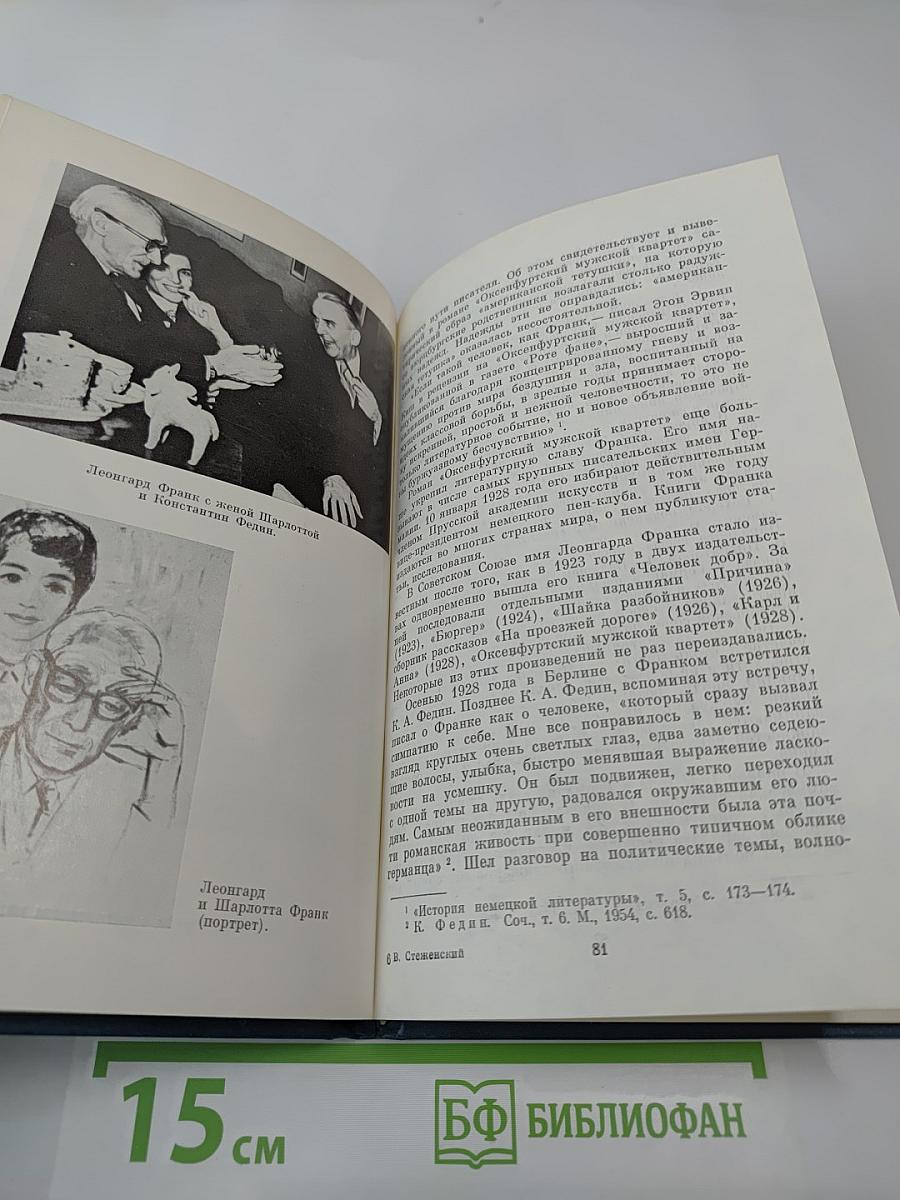 Леонгард Франк с женой Шарлоттой
и Константин Федин.
Леонгард
и Шарлотта Франк
(портрет).
пути писателя. Об этом свидетельствует и выве-
в романе «Оксенфуртский мужской квартет» са-
образ «американской тетушки», на которую
родственники возлагали столько радуж-
надежд. Надежды эти не оправдались: «американ-
тетушка» оказалась несостоятельной.
«Если такой человек, как Франк,— писал Эгон Эрвин
в рецензии на «Оксенфуртский мужской квартет»,
в газете «Роте фане»,— выросший и за-
благодаря концентрированному гневу и воз-
против мира бездушия и зла, воспитанный на
классовой борьбы, в зрелые годы принимает сторо-
искренней, простой и нежной человечности, то это не
только литературное событие, но и новое объявление вой-
ны буржуазному бесчувствию» ¹.
Роман «Оксенфуртский мужской квартет» еще боль-
ше укрепил литературную славу Франка. Его имя на-
зывают в числе самых крупных писательских имен Гер-
мании. 10 января 1928 года его избирают действительным
членом Прусской академии искусств и в том же году
вице-президентом немецкого пен-клуба. Книги Франка
издаются во многих странах мира, о нем публикуют ста-
тьи, исследования.
В Советском Союзе имя Леонгарда Франка стало из-
вестным после того, как в 1923 году в двух издательст-
вах одновременно вышла его книга «Человек добр». За
ней последовали отдельными изданиями «Причина»
(1923), «Бюргер» (1924), «Шайка разбойников» (1926),
сборник рассказов «На проезжей дороге» (1926), «Карл и
Анна» (1928), «Оксенфуртский мужской квартет» (1928).
Некоторые из этих произведений не раз переиздавались.
Осенью 1928 года в Берлине с Франком встретился
К. А. Федин. Позднее К. А. Федин, вспоминая эту встречу,
писал о Франке как о человеке, «который сразу вызвал
симпатию к себе. Мне все понравилось в нем: резкий
взгляд круглых очень светлых глаз, едва заметно седею-
щие волосы, улыбка, быстро менявшая выражение ласко-
вости на усмешку. Он был подвижен, легко переходил
с одной темы на другую, радовался окружавшим его лю-
дям. Самым неожиданным в его внешности была эта поч-
ти романская живость при совершенно типичном облике
германца» ². Шел разговор на политические темы, волно-
¹ «История немецкой литературы», т. 5, с. 173—174.
² К. Федин. Соч., т. 6. М., 1954, с. 618.
6 В. Стеженский
81
15 см
БФ БИБЛИОФАН